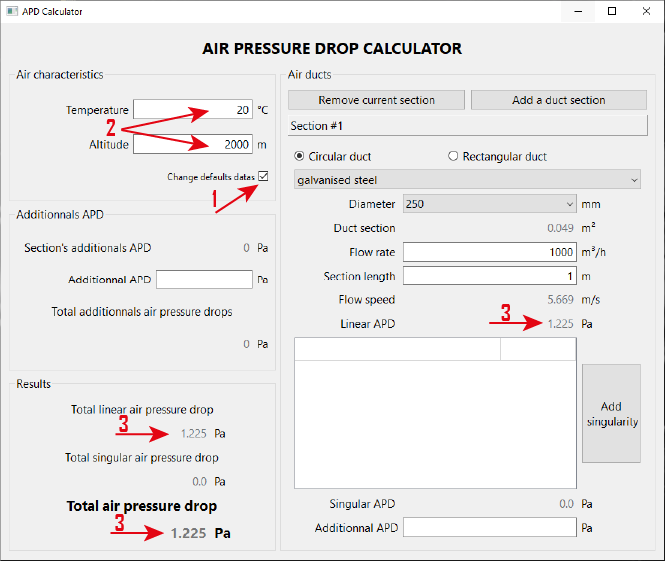 APD Calculator
AIR PRESSURE DROP CALCULATOR
Air characteristics
Temperature 20 °C
2
Altitude 2000 m
Change defaults datas
1
Additionnals APD
Section's additionals APD 0 Pa
Additionnal APD Pa
Total additionnals air pressure drops
0 Pa
Results
Total linear air pressure drop
3 1.225 Pa
Total singular air pressure drop
0.0 Pa
Total air pressure drop
3 1.225 Pa
Air ducts
Remove current section Add a duct section
Section #1
Circular duct Rectangular duct
galvanised steel
Diameter 250 mm
Duct section 0.049 m²
Flow rate 1000 m³/h
Section length 1 m
Flow speed 5.669 m/s
Linear APD 3 1.225 Pa
Add
singularity
Singular APD 0.0 Pa
Additionnal APD Pa